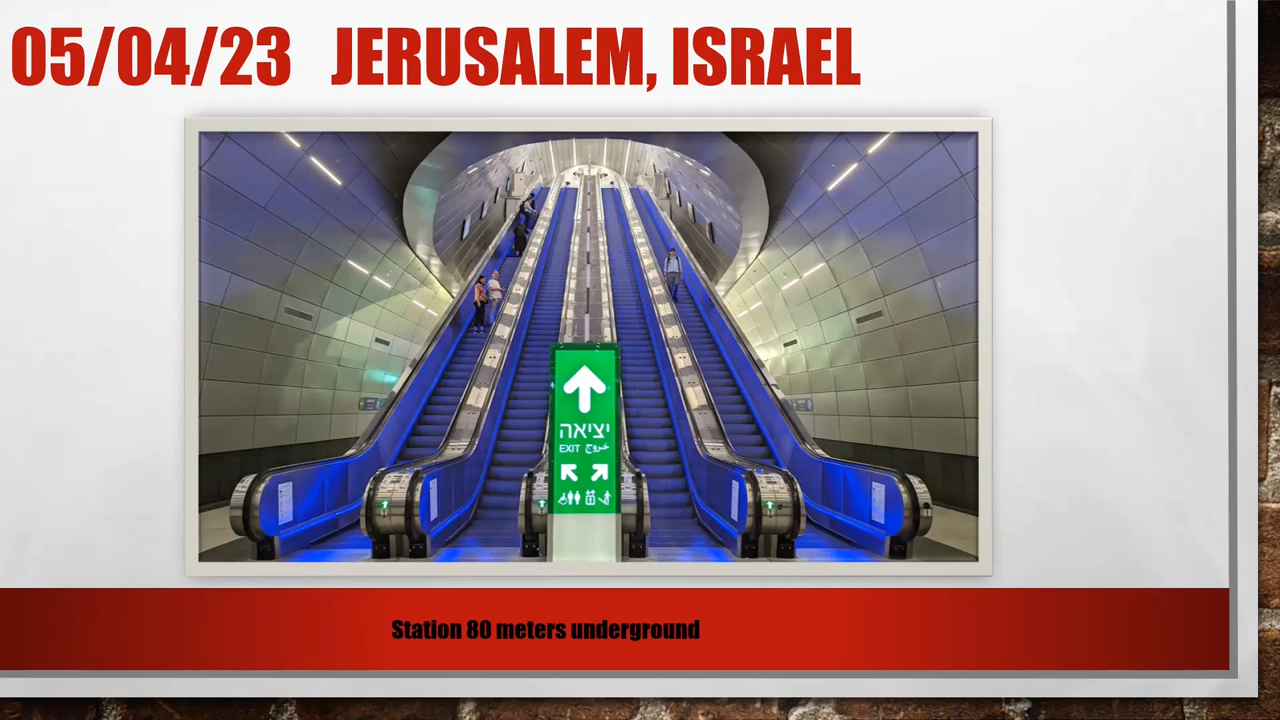 05/04/23 JERUSALEM, ISRAEL
יציאה
EXIT خروج
Station 80 meters underground